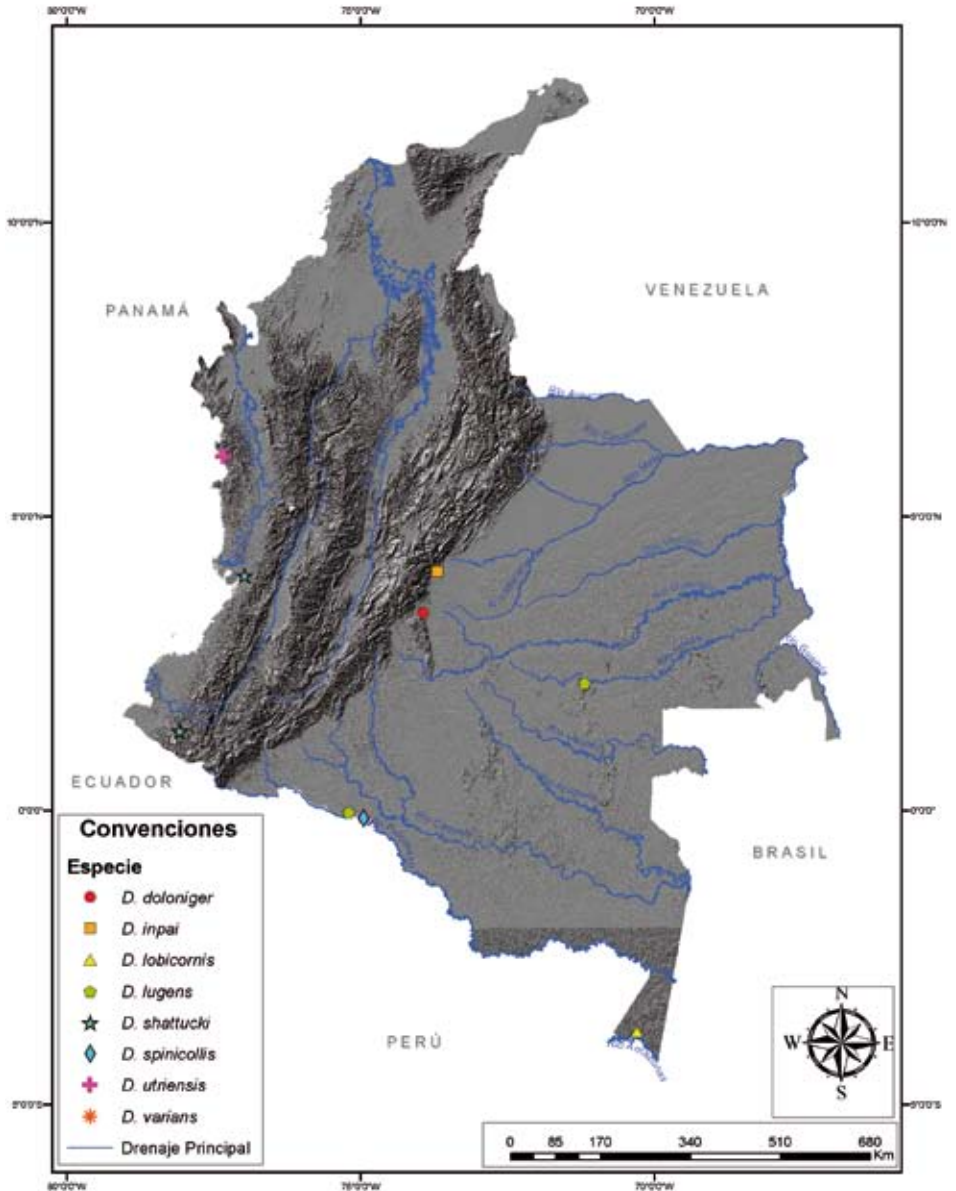 80°0'0"W 75°0'0"W 70°0'0"W
10°0'0"N 10°0'0"N
PANAMÁ
VENEZUELA
5°0'0"N 5°0'0"N
ECUADOR
0°0'0" 0°0'0"
BRASIL
PERÚ
Convenciones
Especie
D. doloniger
D. inpai
D. lobicornis
D. lugens
D. shattucki
D. spinicollis
D. utriensis
D. varians
Drenaje Principal
N
W E
S
5°0'0"S 5°0'0"S
0 85 170 340 510 680
Km
80°0'0"W 75°0'0"W 70°0'0"W